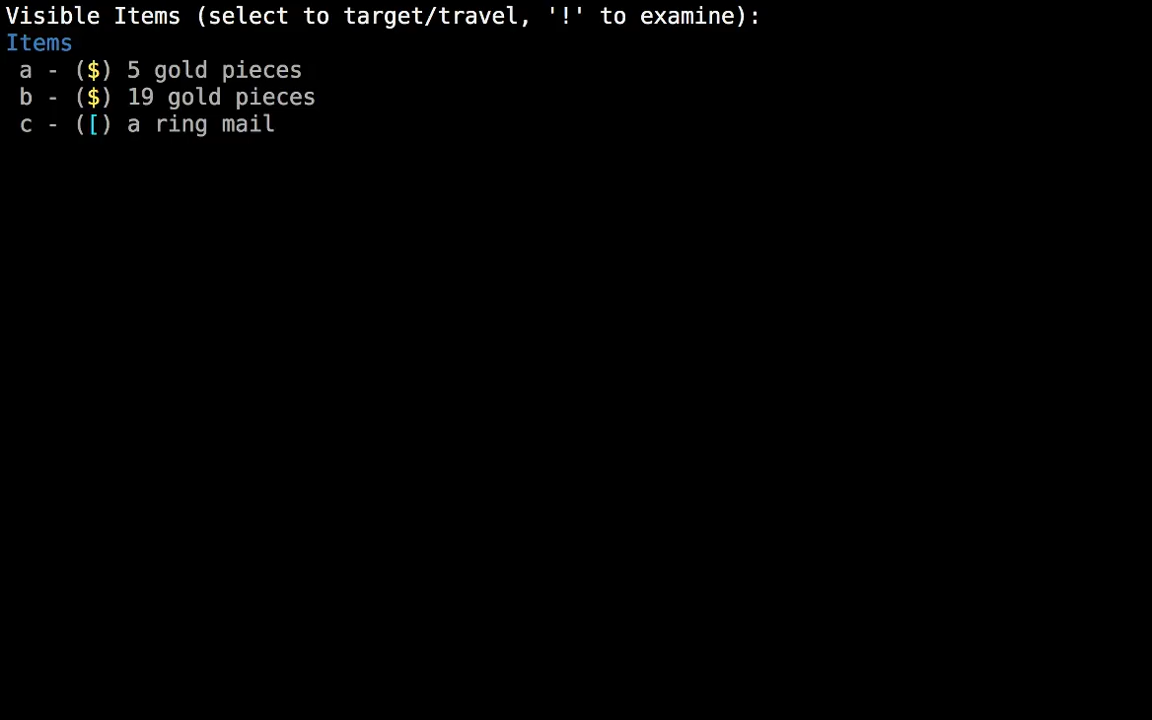 Visible Items (select to target/travel, '!' to examine):
Items
a - ($) 5 gold pieces
b - ($) 19 gold pieces
c - ([) a ring mail